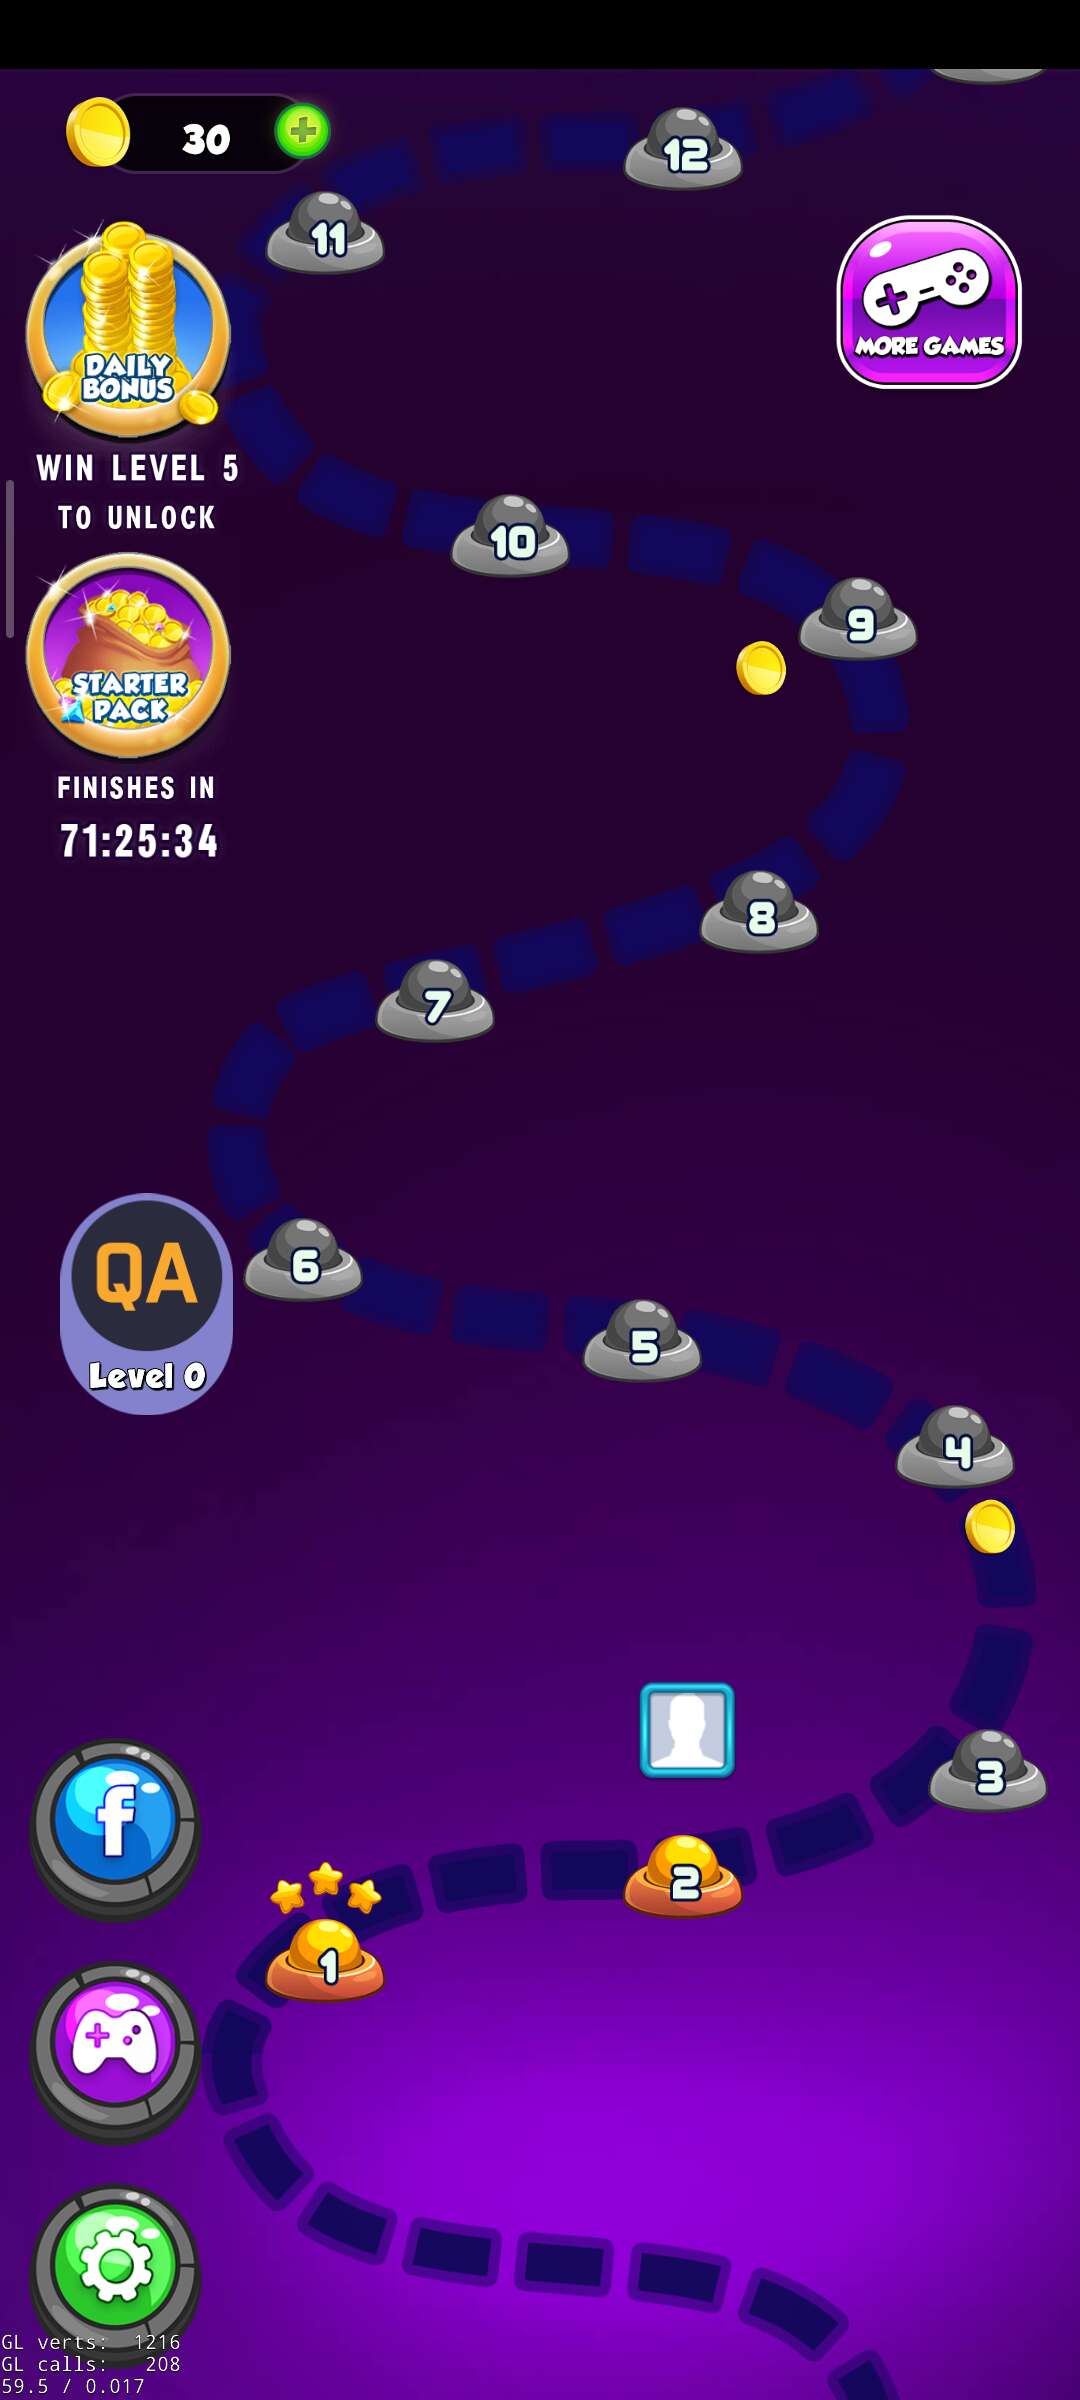 30
12
11
DAILY
BONUS
MORE GAMES
WIN LEVEL 5
TO UNLOCK
10
9
STARTER
PACK
FINISHES IN
71:25:34
8
7
QA
Level 0
6
5
4
3
f
2
1
GL verts: 1216
GL calls: 208
59.5 / 0.017